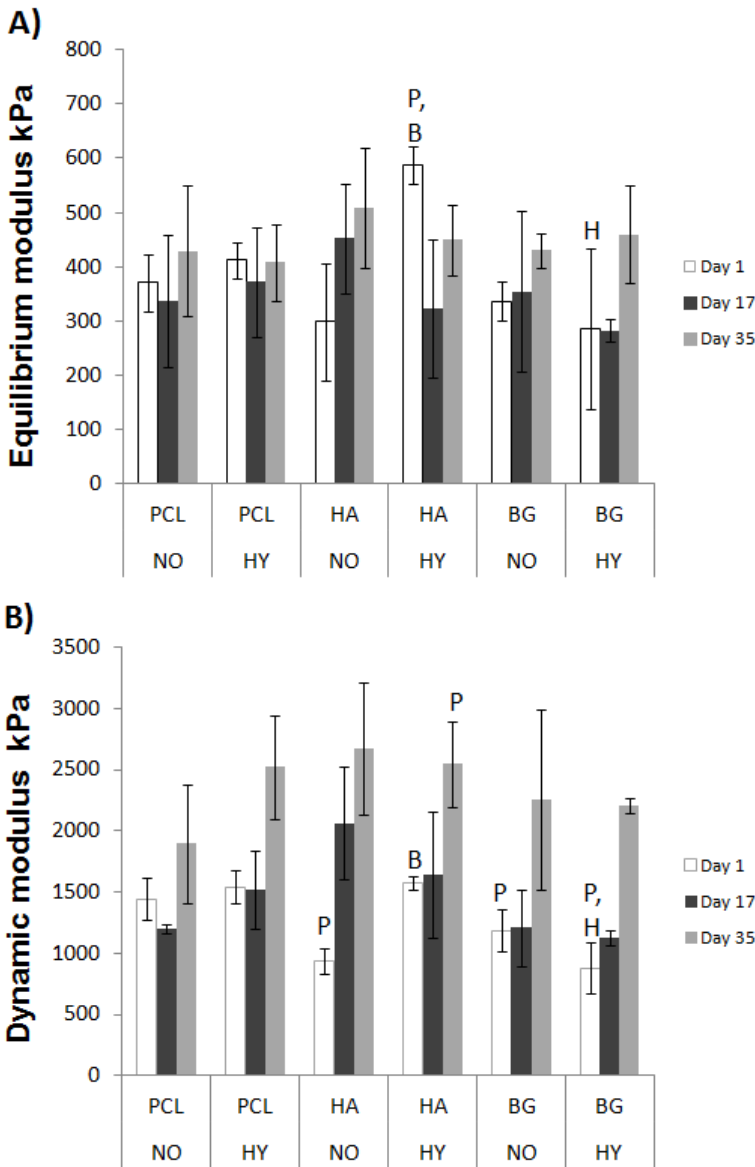 A)
Equilibrium modulus kPa
800
700
600
500
400
300
200
100
0
P,
B
H
Day 1
Day 17
Day 35
PCL PCL HA HA BG BG
NO HY NO HY NO HY
B)
Dynamic modulus kPa
3500
3000
2500
2000
1500
1000
500
0
P
P
B
P
P,
H
Day 1
Day 17
Day 35
PCL PCL HA HA BG BG
NO HY NO HY NO HY